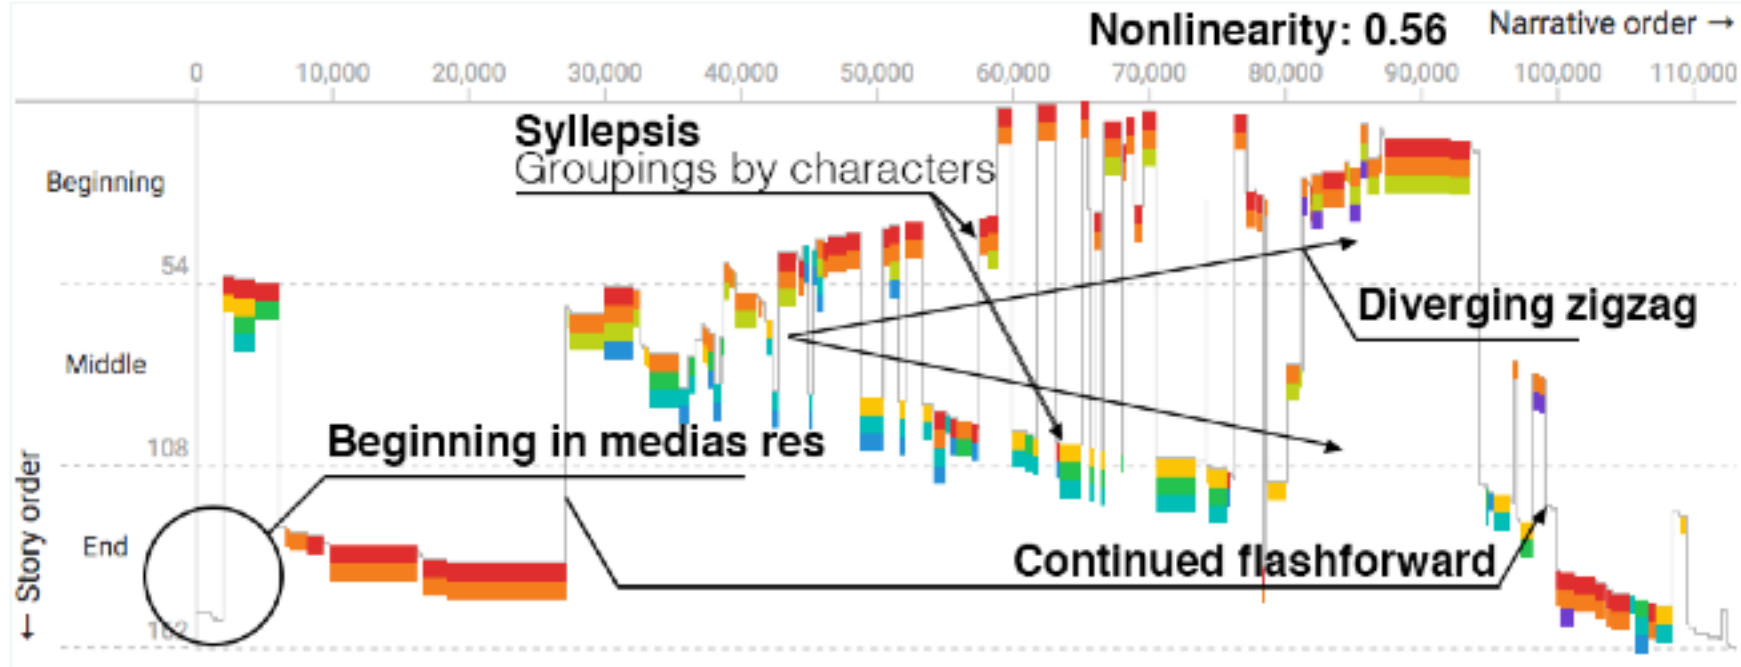 Nonlinearity: 0.56
Narrative order →
0 10,000 20,000 30,000 40,000 50,000 60,000 70,000 80,000 90,000 100,000 110,000
Syllepsis
Groupings by characters
Beginning
54
Diverging zigzag
Middle
108
Beginning in medias res
End
Continued flashforward
162
← Story order